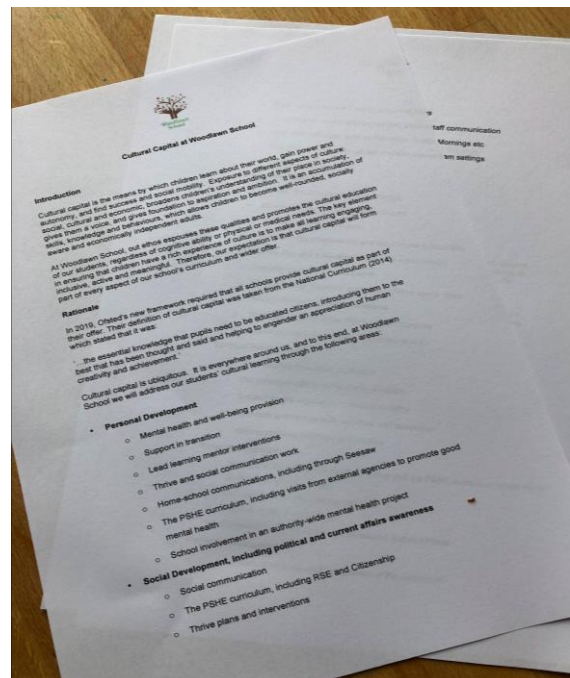 Woodlawn
School
Cultural Capital at Woodlawn School
Introduction
Cultural capital is the means by which children learn about their world, gain power and
autonomy, and find success and social mobility. Exposure to different aspects of culture:
social, cultural and economic, broadens children's understanding of their place in society,
gives them a voice, and gives foundation to aspiration and ambition. It is an accumulation of
skills, knowledge and behaviours, which allows children to become well-rounded, socially
aware and economically independent adults.
At Woodlawn School, our ethos espouses these qualities and promotes the cultural education
of our students, regardless of cognitive ability or physical or medical needs. The key element
in ensuring that children have a rich experience of culture is to make all learning engaging,
inclusive, active and meaningful. Therefore, our expectation is that cultural capital will form
part of every aspect of our school's curriculum and wider offer.
Rationale
In 2019, Ofsted's new framework required that all schools provide cultural capital as part of
their offer. Their definition of cultural capital was taken from the National Curriculum (2014)
which stated that it was:
'…the essential knowledge that pupils need to be educated citizens, introducing them to the
best that has been thought and said and helping to engender an appreciation of human
creativity and achievement.'
Cultural capital is ubiquitous. It is everywhere around us, and to this end, at Woodlawn
School we will address our students' cultural learning through the following areas:
• Personal Development
o Mental health and well-being provision
o Support in transition
o Lead learning mentor interventions
o Thrive and social communication work
o Home-school communications, including through Seesaw
o The PSHE curriculum, including visits from external agencies to promote good
mental health
o School involvement in an authority-wide mental health project
• Social Development, including political and current affairs awareness
o Social communication
o The PSHE curriculum, including RSE and Citizenship
o Thrive plans and interventions
taff communication
Mornings etc
settings